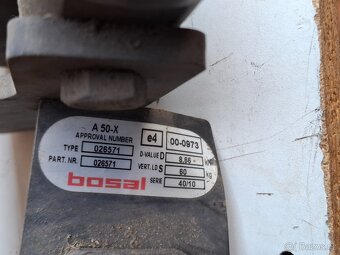 A 50-X
APPROVAL NUMBER e4 00-0973
TYPE 026571 D-VALUE D 8,86 KN
PART.NR. 026571 VERT.LD S 60 KG
bosal SERIE 40/10